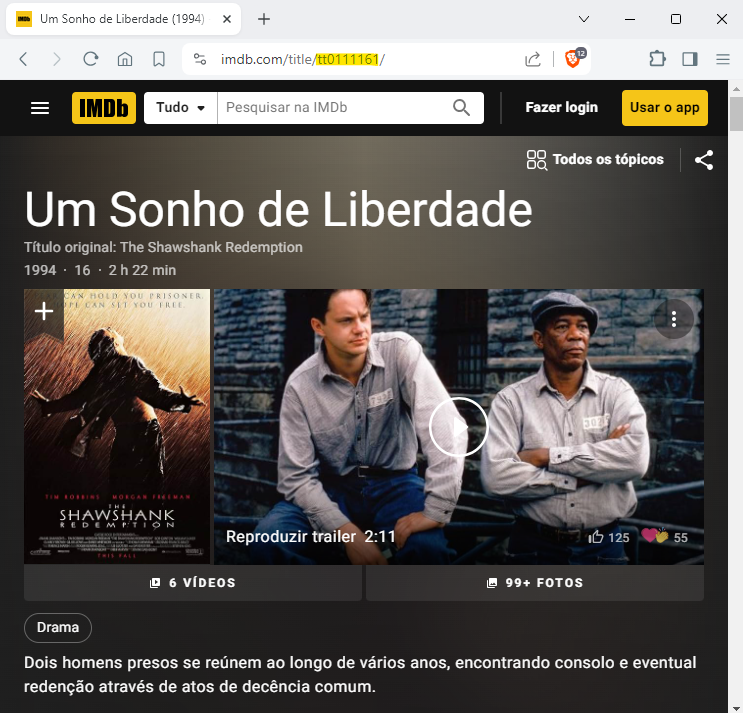 IMDb Um Sonho de Liberdade (1994)
imdb.com/title/tt0111161/
12
IMDb
Tudo
Pesquisar na IMDb
Fazer login
Usar o app
Todos os tópicos
Um Sonho de Liberdade
Título original: The Shawshank Redemption
1994 · 16 · 2 h 22 min
CAN HOLD YOU PRISONER.
HOPE CAN SET YOU FREE.
TIM ROBBINS MORGAN FREEMAN
THE
SHAWSHANK
REDEMPTION
THIS FALL
Reproduzir trailer 2:11
125
55
6 VÍDEOS
99+ FOTOS
Drama
Dois homens presos se reúnem ao longo de vários anos, encontrando consolo e eventual
redenção através de atos de decência comum.